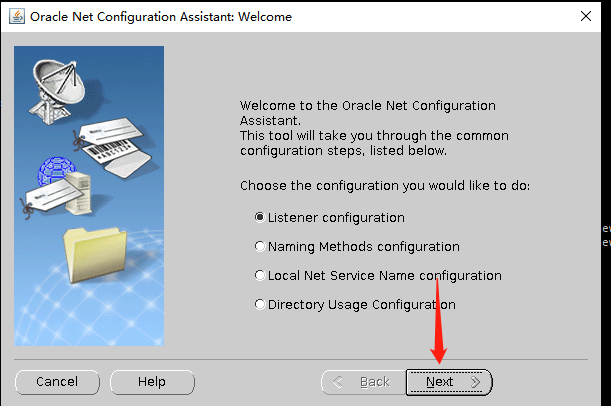 Oracle Net Configuration Assistant: Welcome
Welcome to the Oracle Net Configuration
Assistant.
This tool will take you through the common
configuration steps, listed below.
Choose the configuration you would like to do:
Listener configuration
Naming Methods configuration
Local Net Service Name configuration
Directory Usage Configuration
Cancel
Help
Back
Next